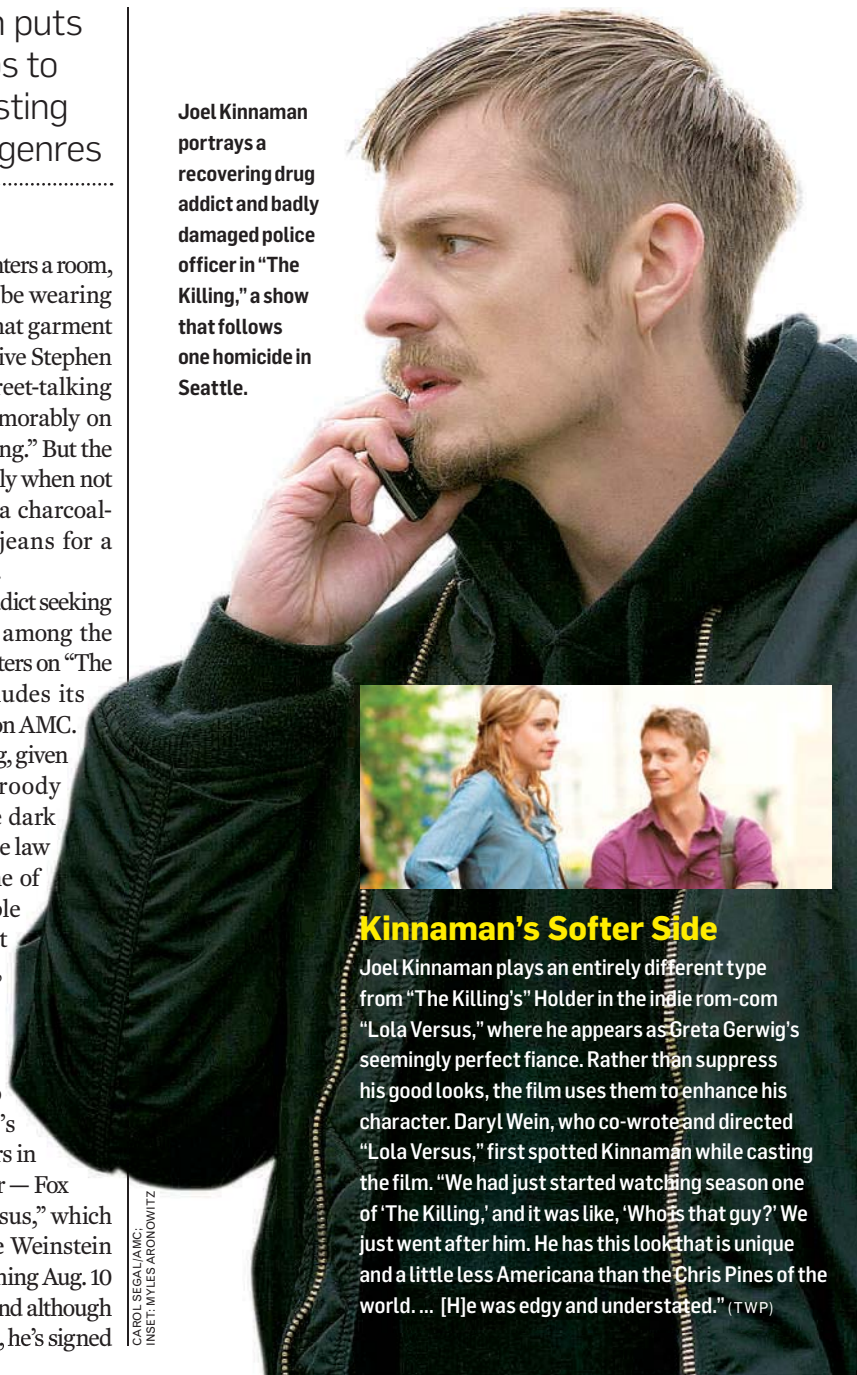 puts
s to
sting
genres
nters a room,
be wearing
hat garment
ive Stephen
reet-talking
morably on
ng.” But the
ly when not
a charcoal-
jeans for a
dict seeking
among the
ters on “The
udes its
on AMC.
g, given
roody
dark
e law
e of
ple
t
’s
rs in
r — Fox
sus,” which
e Weinstein
ning Aug. 10
nd although
, he’s signed
CAROL SEGAL/AMC;
INSET: MYLES ARONOWITZ
Joel Kinnaman
portrays a
recovering drug
addict and badly
damaged police
officer in “The
Killing,” a show
that follows
one homicide in
Seattle.
Kinnaman’s Softer Side
Joel Kinnaman plays an entirely different type
from “The Killing’s” Holder in the indie rom-com
“Lola Versus,” where he appears as Greta Gerwig’s
seemingly perfect fiance. Rather than suppress
his good looks, the film uses them to enhance his
character. Daryl Wein, who co-wrote and directed
“Lola Versus,” first spotted Kinnaman while casting
the film. “We had just started watching season one
of ‘The Killing,’ and it was like, ‘Who is that guy?’ We
just went after him. He has this look that is unique
and a little less Americana than the Chris Pines of the
world. ... [H]e was edgy and understated.” (TWP)